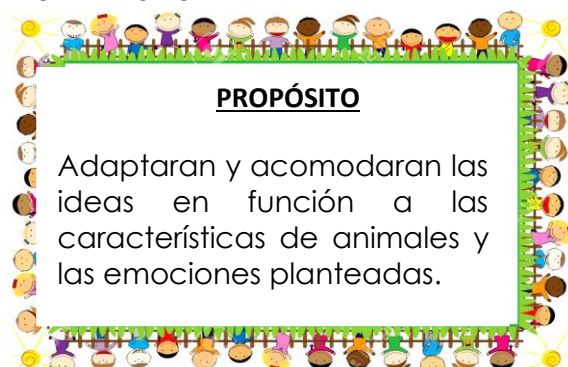 PROPÓSITO
Adaptaran y acomodaran las
ideas en función a las
características de animales y
las emociones planteadas.